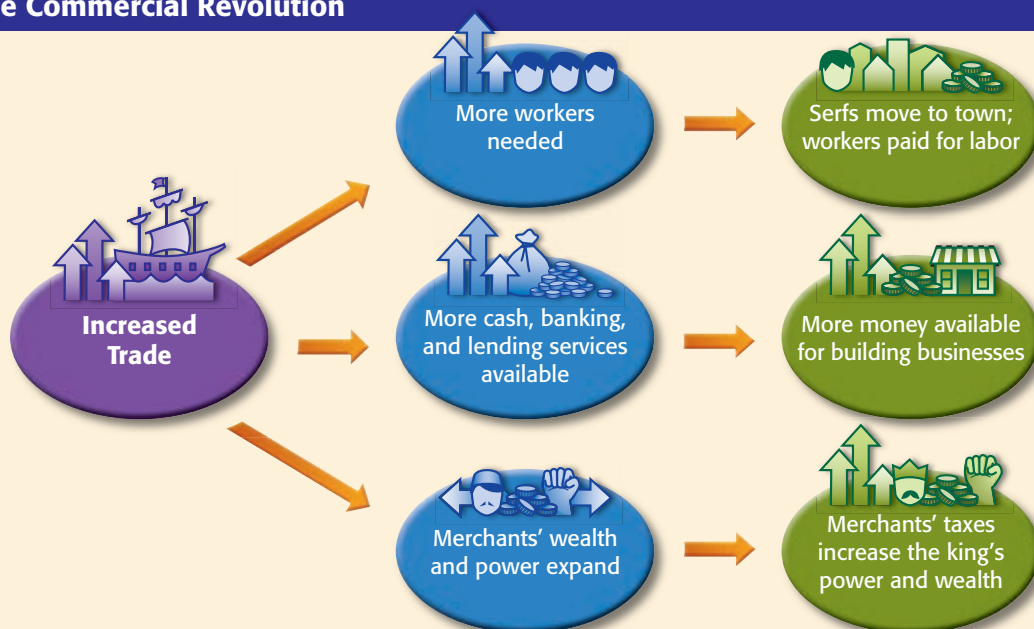 e Commercial Revolution
More workers
needed
Serfs move to town;
workers paid for labor
Increased
Trade
More cash, banking,
and lending services
available
More money available
for building businesses
Merchants' wealth
and power expand
Merchants' taxes
increase the king's
power and wealth